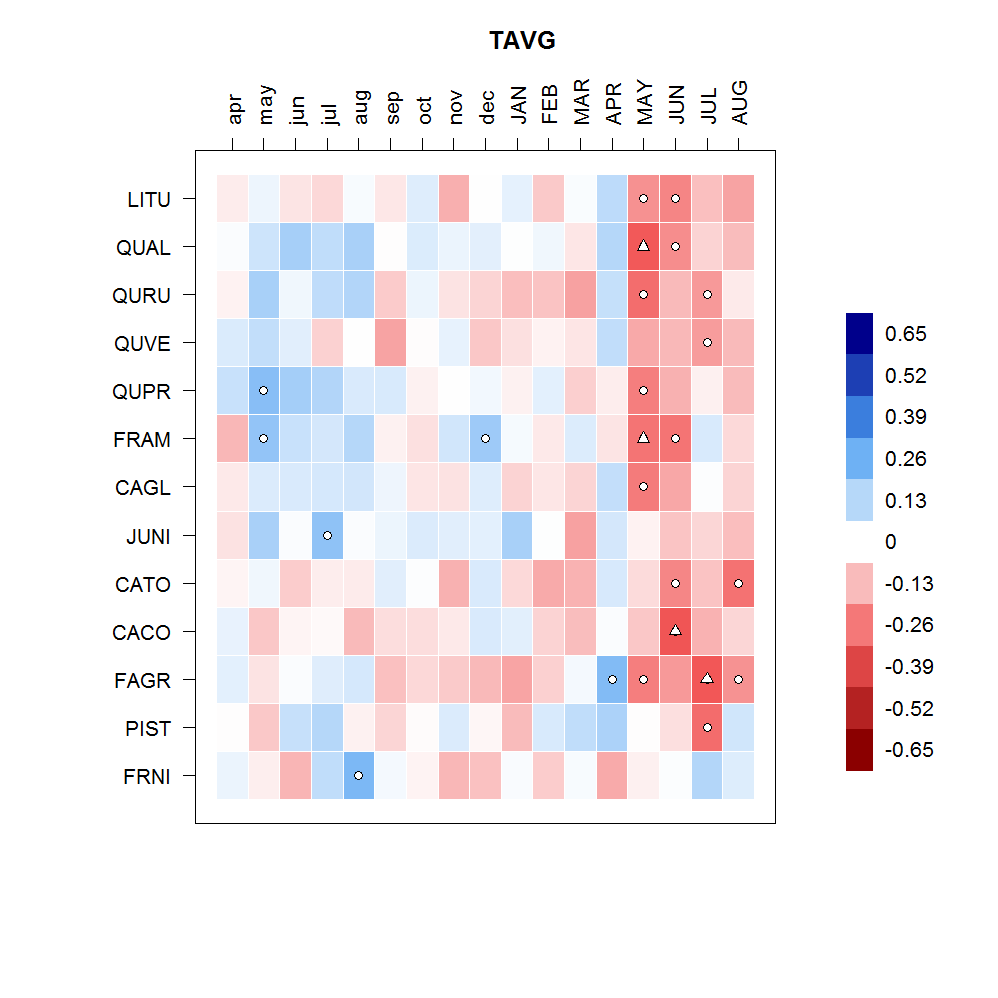 TAVG
apr may jun jul aug sep oct nov dec JAN FEB MAR APR MAY JUN JUL AUG
LITU
QUAL
QURU
QUVE
QUPR
FRAM
CAGL
JUNI
CATO
CACO
FAGR
PIST
FRNI
0.65
0.52
0.39
0.26
0.13
0
-0.13
-0.26
-0.39
-0.52
-0.65